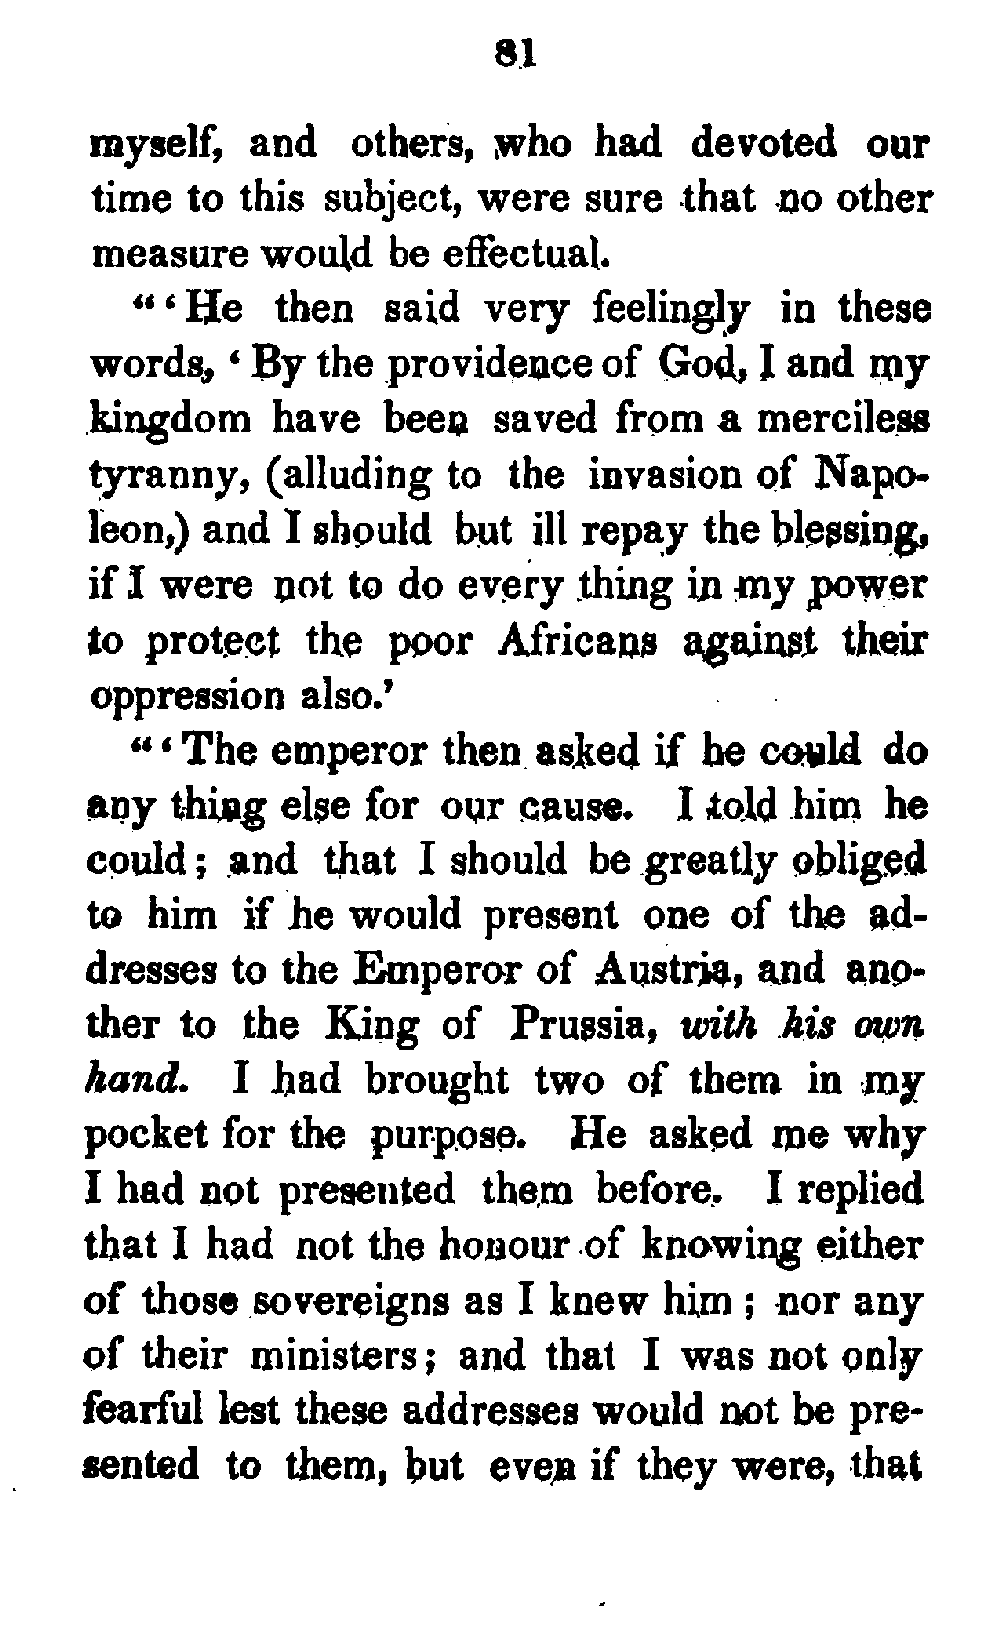 81
myself, and others, who had devoted our
time to this subject, were sure that no other
measure would be effectual.
“‘He then said very feelingly in these
words, ‘By the providence of God, I and my
kingdom have been saved from a merciless
tyranny, (alluding to the invasion of Napo-
leon,) and I should but ill repay the blessing,
if I were not to do every thing in my power
to protect the poor Africans against their
oppression also.’
“‘The emperor then asked if he could do
any thing else for our cause. I told him he
could; and that I should be greatly obliged
to him if he would present one of the ad-
dresses to the Emperor of Austria, and ano-
ther to the King of Prussia, with his own
hand. I had brought two of them in my
pocket for the purpose. He asked me why
I had not presented them before. I replied
that I had not the honour of knowing either
of those sovereigns as I knew him; nor any
of their ministers; and that I was not only
fearful lest these addresses would not be pre-
sented to them, but even if they were, that